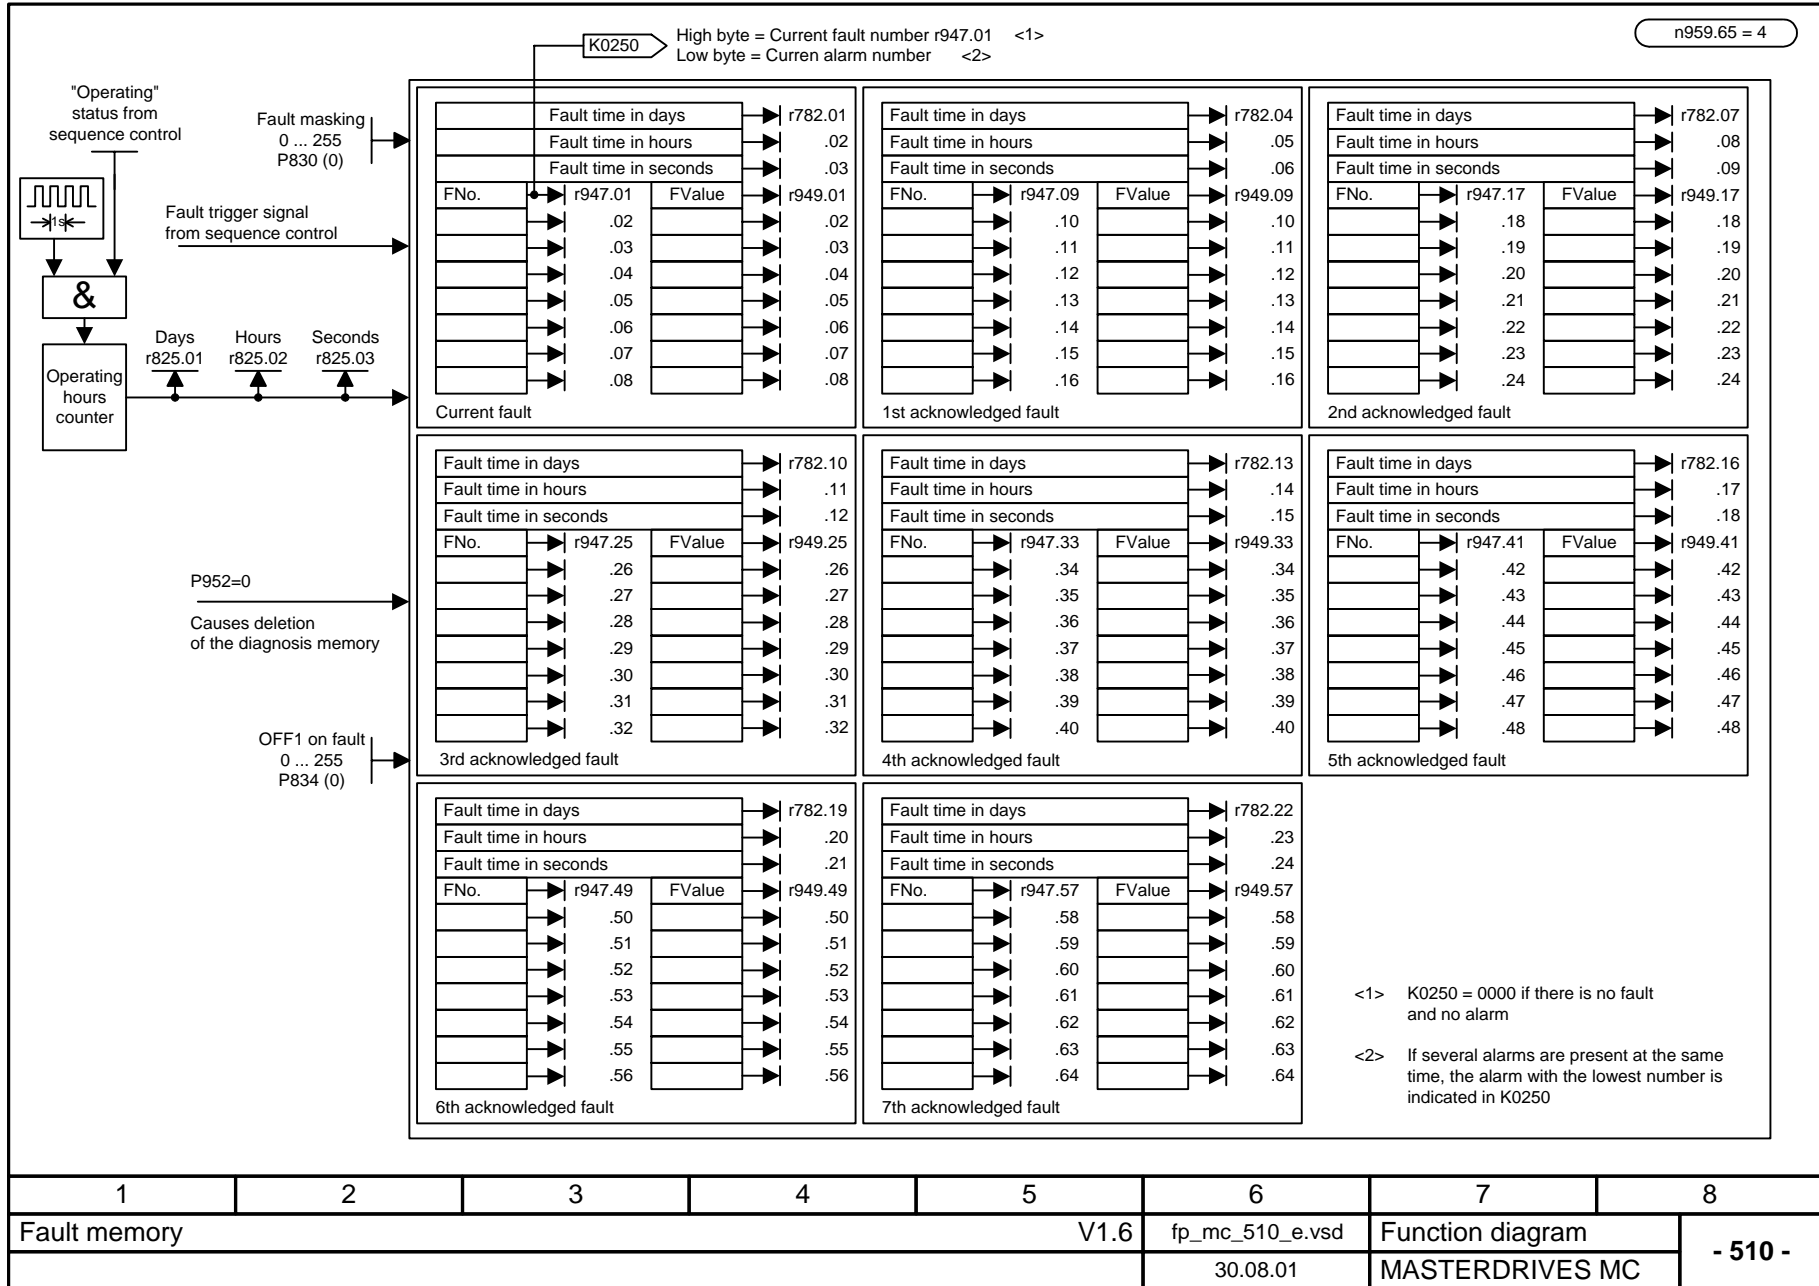 K0250
High byte = Current fault number r947.01 <1>
Low byte = Curren alarm number <2>
n959.65 = 4
"Operating"
status from
sequence control
1s
&
Operating
hours
counter
Fault masking
0 ... 255
P830 (0)
Fault trigger signal
from sequence control
Days
r825.01
Hours
r825.02
Seconds
r825.03
P952=0
Causes deletion
of the diagnosis memory
OFF1 on fault
0 ... 255
P834 (0)
Fault time in days r782.01
Fault time in hours .02
Fault time in seconds .03
FNo. r947.01 FValue r949.01
.02 .02
.03 .03
.04 .04
.05 .05
.06 .06
.07 .07
.08 .08
Current fault
Fault time in days r782.04
Fault time in hours .05
Fault time in seconds .06
FNo. r947.09 FValue r949.09
.10 .10
.11 .11
.12 .12
.13 .13
.14 .14
.15 .15
.16 .16
1st acknowledged fault
Fault time in days r782.07
Fault time in hours .08
Fault time in seconds .09
FNo. r947.17 FValue r949.17
.18 .18
.19 .19
.20 .20
.21 .21
.22 .22
.23 .23
.24 .24
2nd acknowledged fault
Fault time in days r782.10
Fault time in hours .11
Fault time in seconds .12
FNo. r947.25 FValue r949.25
.26 .26
.27 .27
.28 .28
.29 .29
.30 .30
.31 .31
.32 .32
3rd acknowledged fault
Fault time in days r782.13
Fault time in hours .14
Fault time in seconds .15
FNo. r947.33 FValue r949.33
.34 .34
.35 .35
.36 .36
.37 .37
.38 .38
.39 .39
.40 .40
4th acknowledged fault
Fault time in days r782.16
Fault time in hours .17
Fault time in seconds .18
FNo. r947.41 FValue r949.41
.42 .42
.43 .43
.44 .44
.45 .45
.46 .46
.47 .47
.48 .48
5th acknowledged fault
Fault time in days r782.19
Fault time in hours .20
Fault time in seconds .21
FNo. r947.49 FValue r949.49
.50 .50
.51 .51
.52 .52
.53 .53
.54 .54
.55 .55
.56 .56
6th acknowledged fault
Fault time in days r782.22
Fault time in hours .23
Fault time in seconds .24
FNo. r947.57 FValue r949.57
.58 .58
.59 .59
.60 .60
.61 .61
.62 .62
.63 .63
.64 .64
7th acknowledged fault
<1> K0250 = 0000 if there is no fault
and no alarm
<2> If several alarms are present at the same
time, the alarm with the lowest number is
indicated in K0250
1 2 3 4 5 6 7 8
Fault memory V1.6 fp_mc_510_e.vsd Function diagram
- 510 -
30.08.01 MASTERDRIVES MC